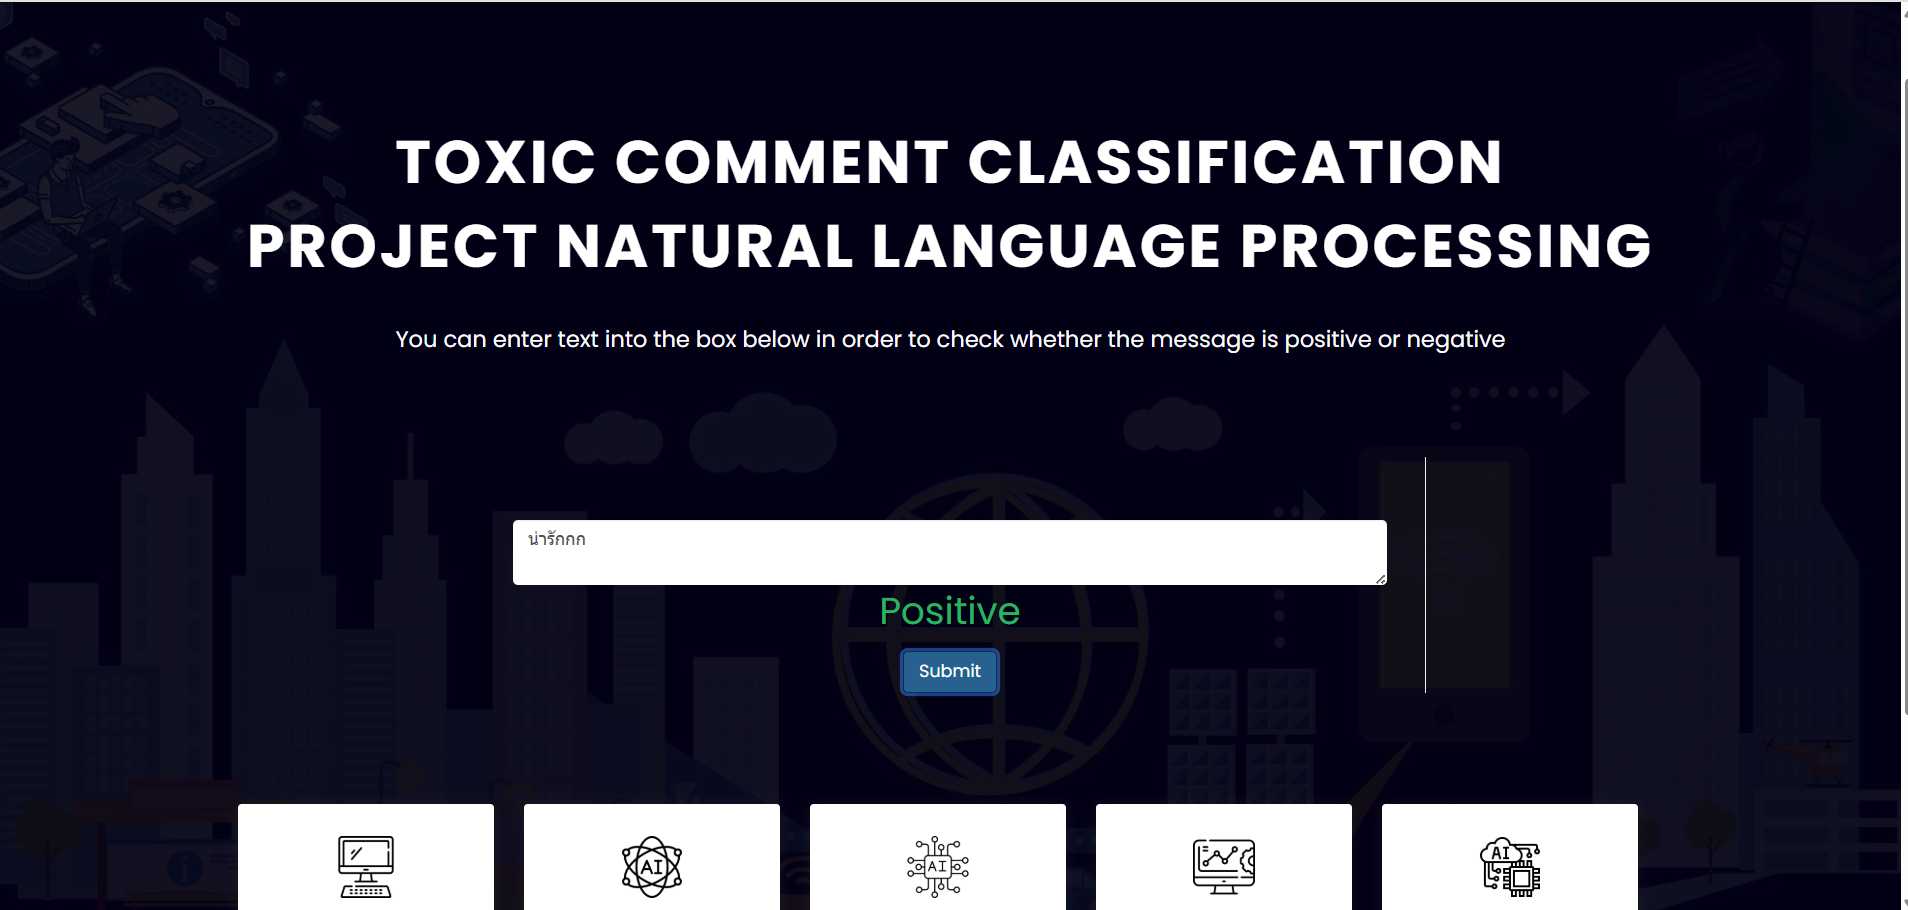 TOXIC COMMENT CLASSIFICATION
PROJECT NATURAL LANGUAGE PROCESSING
You can enter text into the box below in order to check whether the message is positive or negative
น่ารักกก
Positive
Submit
AI
AI
AI